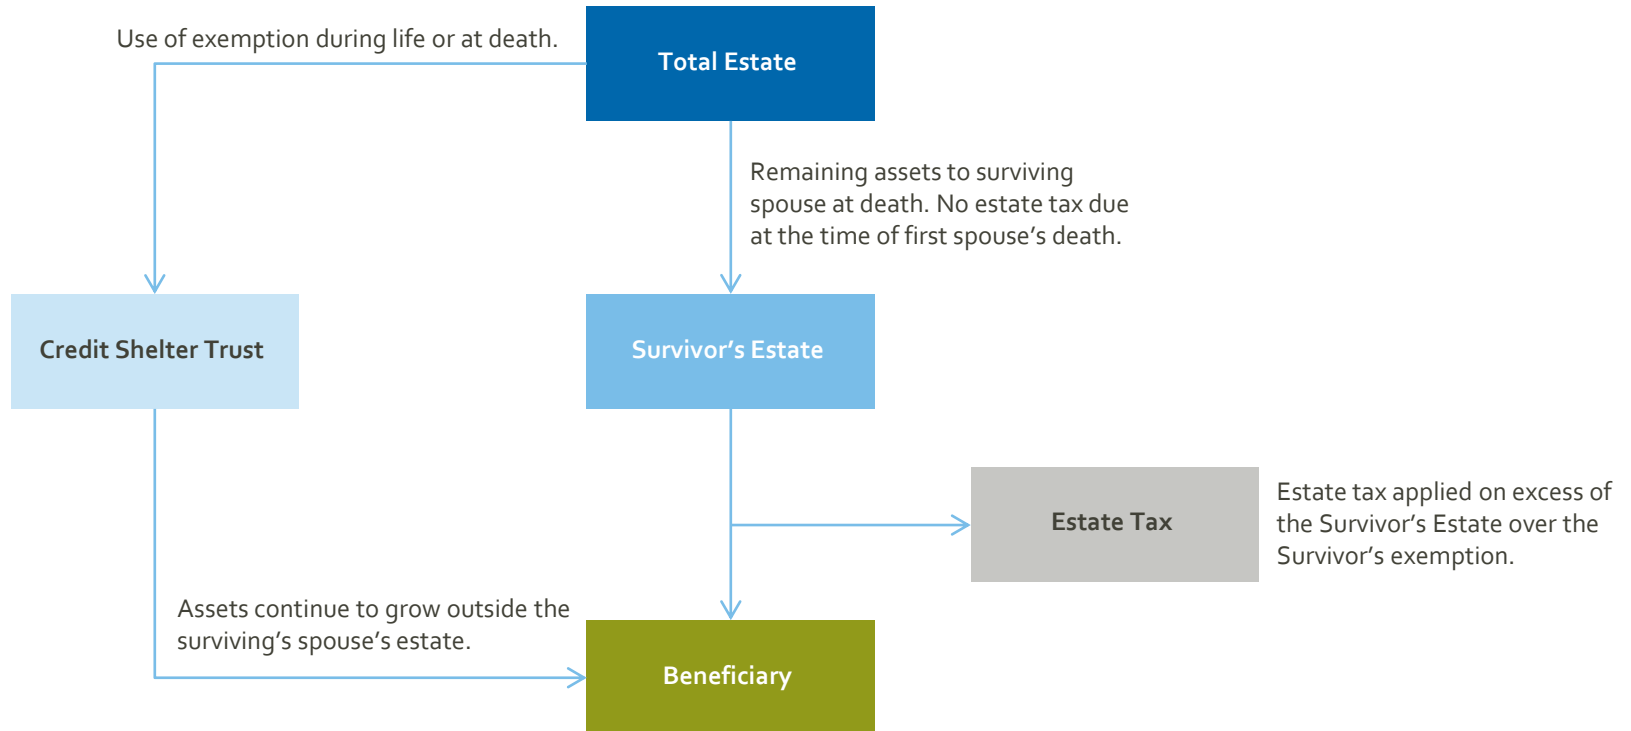 Use of exemption during life or at death.
Total Estate
Remaining assets to surviving
spouse at death. No estate tax due
at the time of first spouse’s death.
Credit Shelter Trust
Survivor’s Estate
Estate Tax
Estate tax applied on excess of
the Survivor’s Estate over the
Survivor’s exemption.
Assets continue to grow outside the
surviving’s spouse’s estate.
Beneficiary